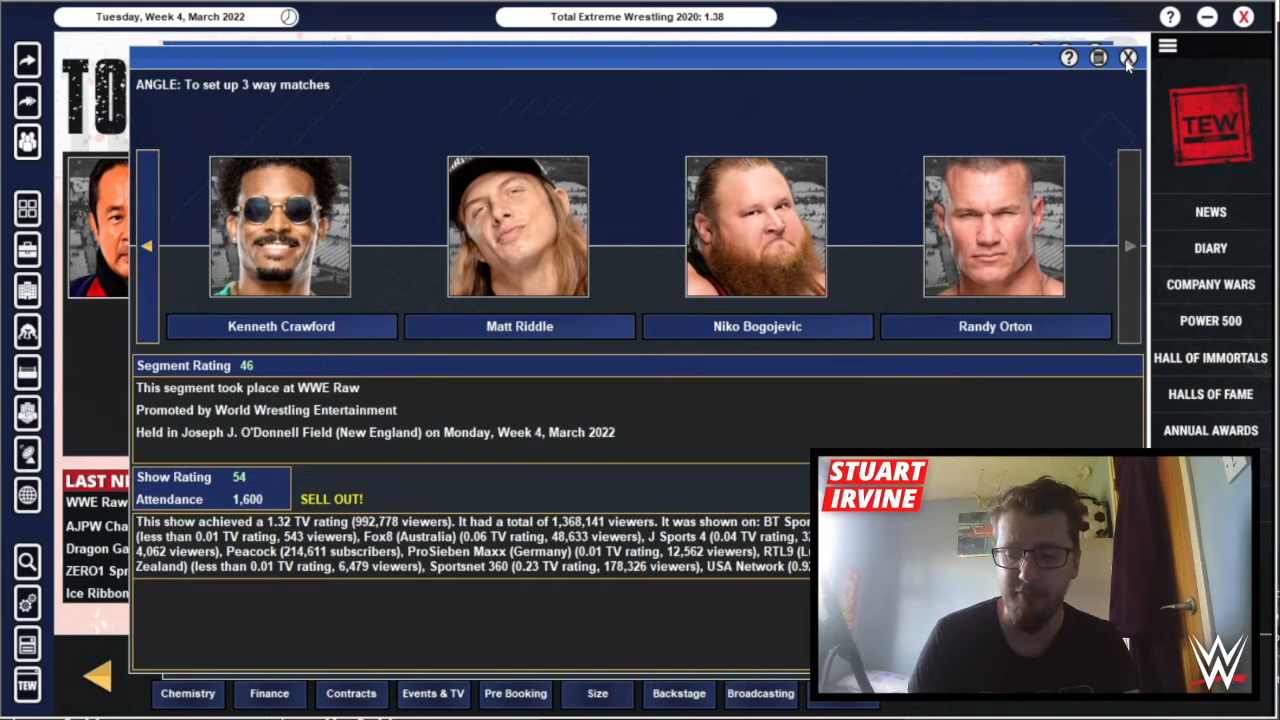 Tuesday, Week 4, March 2022
Total Extreme Wrestling 2020: 1.38
?
X
TO
? X
ANGLE: To set up 3 way matches
TEW
Kenneth Crawford
Matt Riddle
Niko Bogojevic
Randy Orton
NEWS
DIARY
COMPANY WARS
POWER 500
HALL OF IMMORTALS
HALLS OF FAME
ANNUAL AWARDS
Segment Rating 46
This segment took place at WWE Raw
Promoted by World Wrestling Entertainment
Held in Joseph J. O'Donnell Field (New England) on Monday, Week 4, March 2022
Show Rating 54
Attendance 1,600
SELL OUT!
This show achieved a 1.32 TV rating (992,778 viewers). It had a total of 1,368,141 viewers. It was shown on: BT Spor
(less than 0.01 TV rating, 543 viewers), Fox8 (Australia) (0.06 TV rating, 48,633 viewers), J Sports 4 (0.04 TV rating, 32
4,062 viewers), Peacock (214,611 subscribers), ProSieben Maxx (Germany) (0.01 TV rating, 12,562 viewers), RTL9 (L
Zealand) (less than 0.01 TV rating, 6,479 viewers), Sportsnet 360 (0.23 TV rating, 178,326 viewers), USA Network (0.92
LAST NI
WWE Raw
AJPW Cha
Dragon Ga
ZERO1 Spr
Ice Ribbon
STUART
IRVINE
W
TEW
Chemistry
Finance
Contracts
Events & TV
Pre Booking
Size
Backstage
Broadcasting